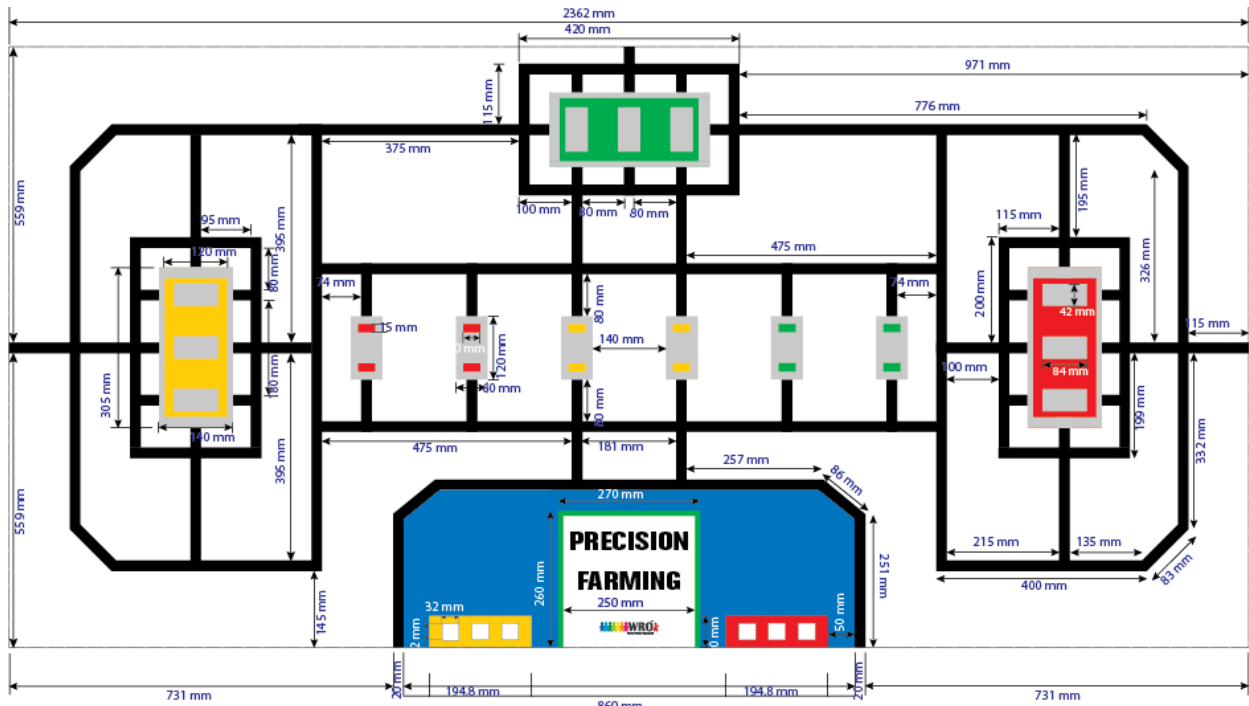 2362 mm
420 mm
971 mm
115 mm
776 mm
375 mm
559 mm
95 mm
395 mm
100 mm
80 mm
80 mm
195 mm
115 mm
475 mm
326 mm
120 mm
80 mm
74 mm
80 mm
74 mm
200 mm
42 mm
115 mm
15 mm
140 mm
120 mm
305 mm
180 mm
100 mm
84 mm
140 mm
475 mm
181 mm
395 mm
199 mm
332 mm
559 mm
257 mm
86 mm
270 mm
PRECISION
FARMING
260 mm
250 mm
251 mm
215 mm
135 mm
83 mm
400 mm
145 mm
32 mm
WRO
50 mm
731 mm
20 mm
194.8 mm
194.8 mm
20 mm
731 mm
860 mm